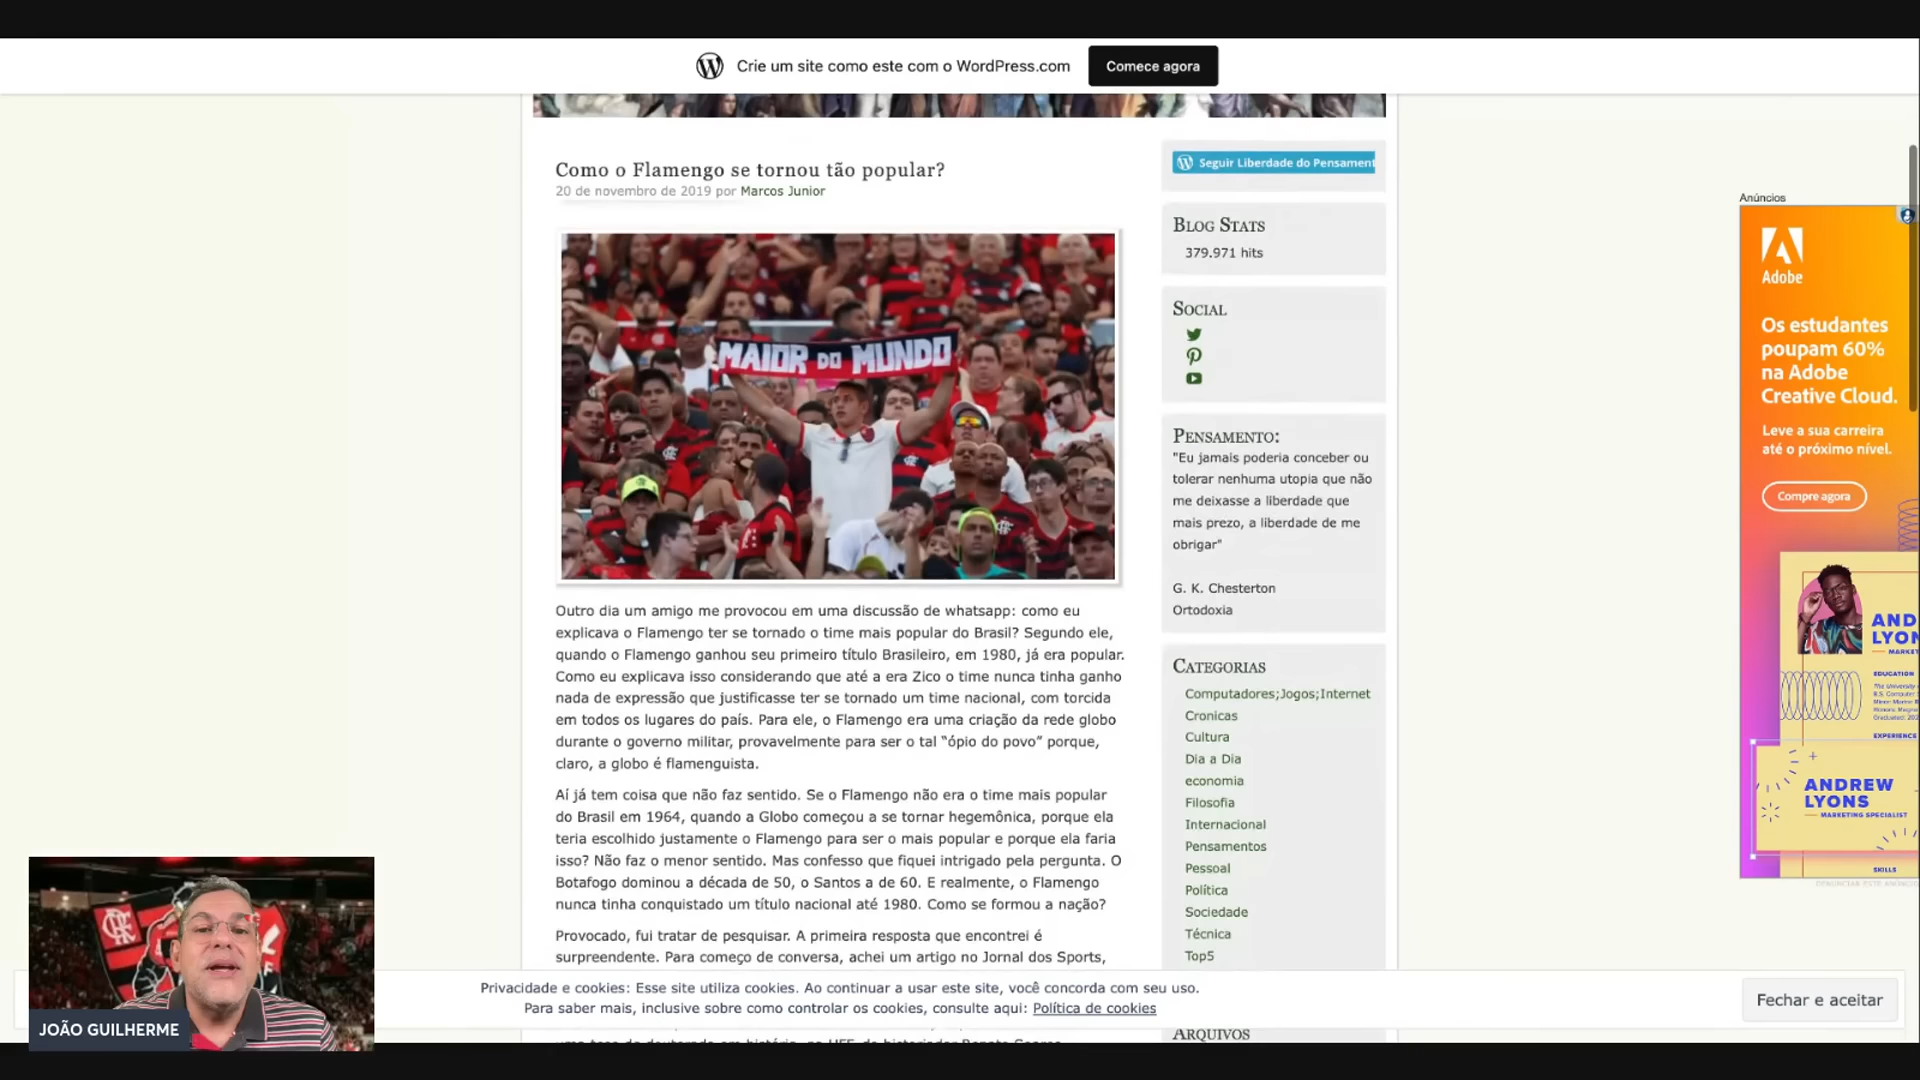 Crie um site como este com o WordPress.com
Comece agora
Como o Flamengo se tornou tão popular?
20 de novembro de 2019 por Marcos Junior
MAIOR DO MUNDO
Outro dia um amigo me provocou em uma discussão de whatsapp: como eu
explicava o Flamengo ter se tornado o time mais popular do Brasil? Segundo ele,
quando o Flamengo ganhou seu primeiro título Brasileiro, em 1980, já era popular.
Como eu explicava isso considerando que até a era Zico o time nunca tinha ganho
nada de expressão que justificasse ter se tornado um time nacional, com torcida
em todos os lugares do país. Para ele, o Flamengo era uma criação da rede globo
durante o governo militar, provavelmente para ser o tal “ópio do povo” porque,
claro, a globo é flamenguista.
Aí já tem coisa que não faz sentido. Se o Flamengo não era o time mais popular
do Brasil em 1964, quando a Globo começou a se tornar hegemônica, porque ela
teria escolhido justamente o Flamengo para ser o mais popular e porque ela faria
isso? Não faz o menor sentido. Mas confesso que fiquei intrigado pela pergunta. O
Botafogo dominou a década de 50, o Santos a de 60. E realmente, o Flamengo
nunca tinha conquistado um título nacional até 1980. Como se formou a nação?
Provocado, fui tratar de pesquisar. A primeira resposta que encontrei é
surpreendente. Para começo de conversa, achei um artigo no Jornal dos Sports,
Seguir Liberdade do Pensament
Blog Stats
379.971 hits
Social
Pensamento:
"Eu jamais poderia conceber ou
tolerar nenhuma utopia que não
me deixasse a liberdade que
mais prezo, a liberdade de me
obrigar"
G. K. Chesterton
Ortodoxia
Categorias
Computadores;Jogos;Internet
Cronicas
Cultura
Dia a Dia
economia
Filosofia
Internacional
Pensamentos
Pessoal
Política
Sociedade
Técnica
Top5
Arquivos
Anúncios
Adobe
Os estudantes
poupam 60%
na Adobe
Creative Cloud.
Leve a sua carreira
até o próximo nível.
Compre agora
AND
LYON
EDUCATION
EXPERIENCE
ANDREW
LYONS
MARKETING SPECIALIST
SKILLS
Privacidade e cookies: Esse site utiliza cookies. Ao continuar a usar este site, você concorda com seu uso.
Para saber mais, inclusive sobre como controlar os cookies, consulte aqui: Política de cookies
Fechar e aceitar
JOÃO GUILHERME